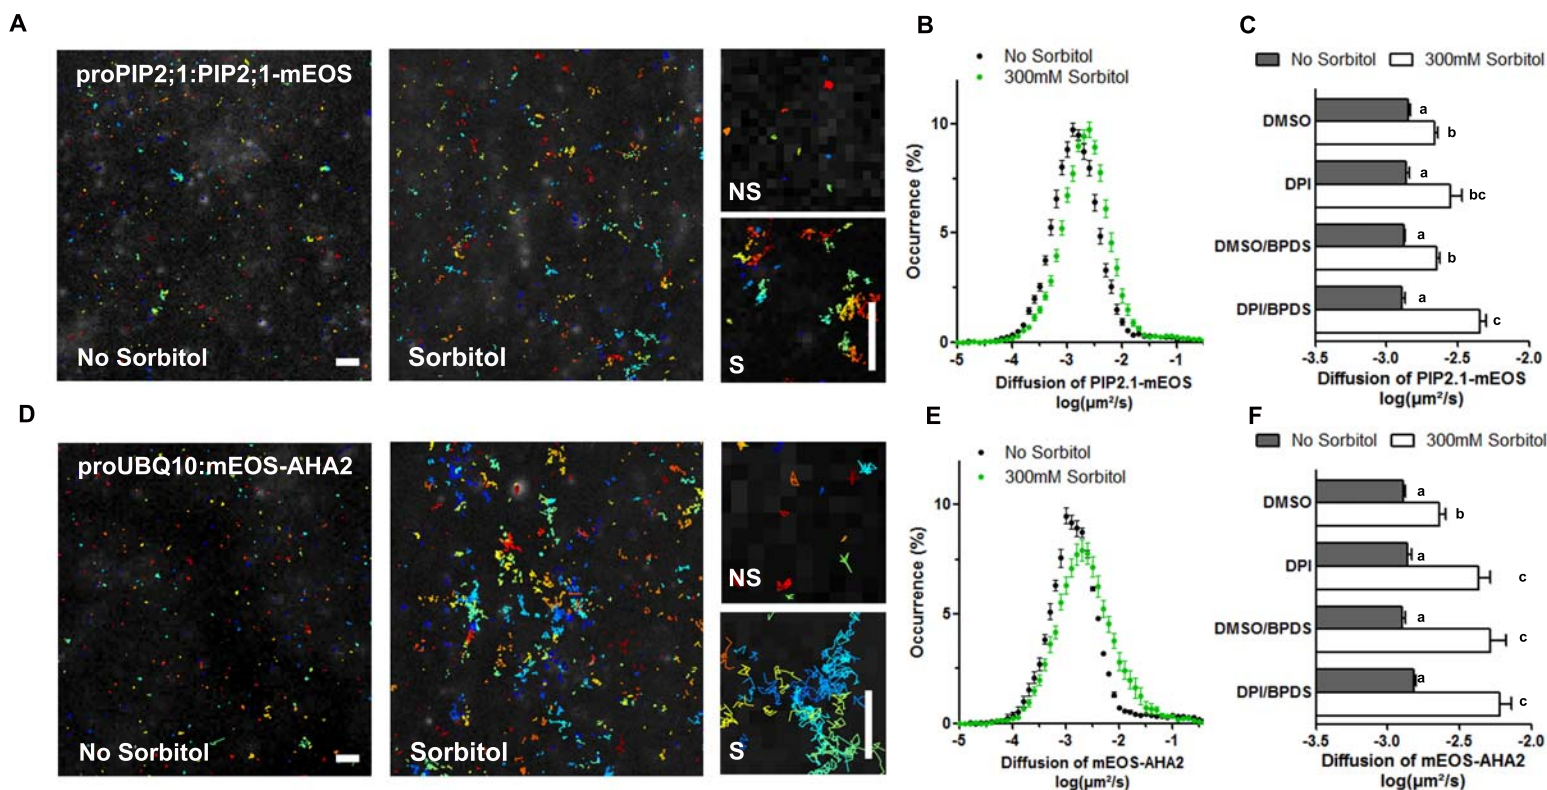 A
proPIP2;1:PIP2;1-mEOS
No Sorbitol
Sorbitol
NS
S
B
No Sorbitol
300mM Sorbitol
Occurrence (%)
10
5
0
-5 -4 -3 -2 -1
Diffusion of PIP2.1-mEOS
log(µm²/s)
C
No Sorbitol 300mM Sorbitol
DMSO
a
b
DPI
a
bc
DMSO/BPDS
a
b
DPI/BPDS
a
c
-3.5 -3.0 -2.5 -2.0
Diffusion of PIP2.1-mEOS
log(µm²/s)
D
proUBQ10:mEOS-AHA2
No Sorbitol
Sorbitol
NS
S
E
No Sorbitol
300mM Sorbitol
Occurrence (%)
10
5
0
-5 -4 -3 -2 -1
Diffusion of mEOS-AHA2
log(µm²/s)
F
No Sorbitol 300mM Sorbitol
DMSO
a
b
DPI
a
c
DMSO/BPDS
a
c
DPI/BPDS
a
c
-3.5 -3.0 -2.5 -2.0
Diffusion of mEOS-AHA2
log(µm²/s)